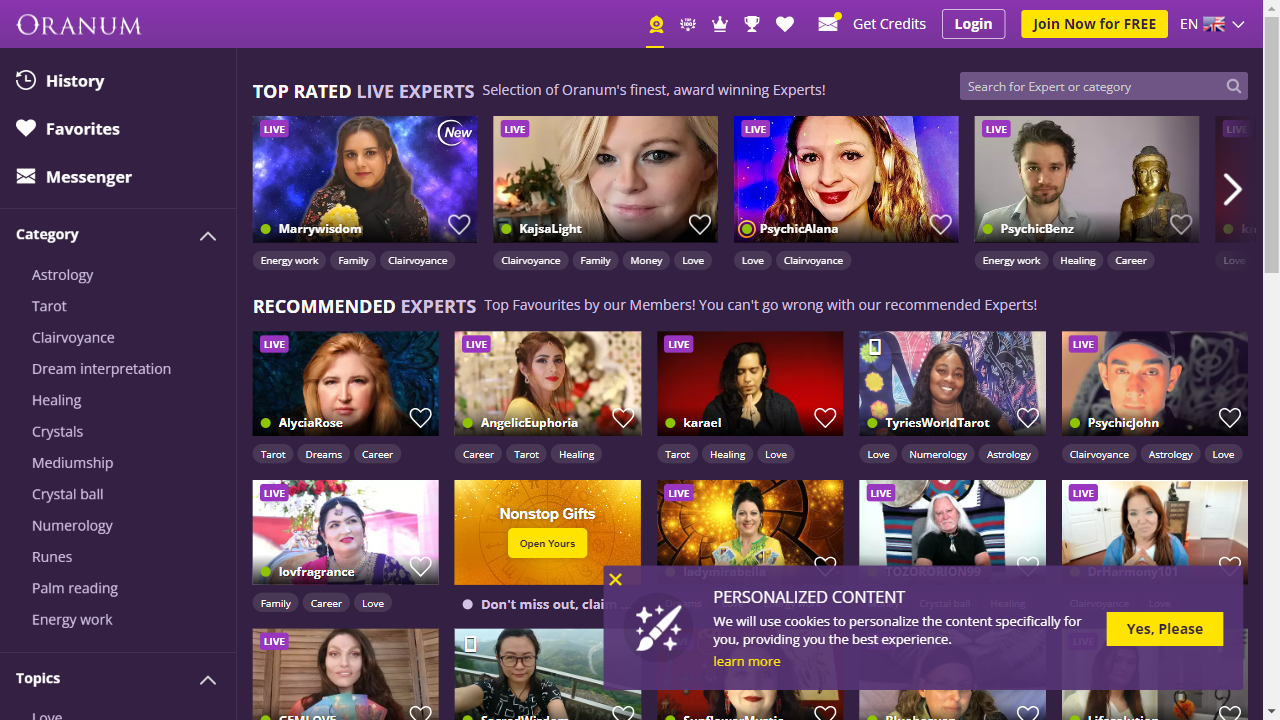 ORANUM
Get Credits
Login
Join Now for FREE
EN
History
Favorites
Messenger
Category
Astrology
Tarot
Clairvoyance
Dream interpretation
Healing
Crystals
Mediumship
Crystal ball
Numerology
Runes
Palm reading
Energy work
Topics
Love
TOP RATED LIVE EXPERTS Selection of Oranum's finest, award winning Experts!
Search for Expert or category
LIVE New
Marrywisdom
Energy work Family Clairvoyance
LIVE
KajsaLight
Clairvoyance Family Money Love
LIVE
PsychicAlana
Love Clairvoyance
LIVE
PsychicBenz
Energy work Healing Career
LIVE
Love
RECOMMENDED EXPERTS Top Favourites by our Members! You can't go wrong with our recommended Experts!
LIVE
AlyciaRose
Tarot Dreams Career
LIVE
AngelicEuphoria
Career Tarot Healing
LIVE
karael
Tarot Healing Love
TyriesWorldTarot
Love Numerology Astrology
LIVE
PsychicJohn
Clairvoyance Astrology Love
LIVE
lovfragrance
Family Career Love
Nonstop Gifts
Open Yours
Don't miss out, claim ...
LIVE
ladymirabella
LIVE
TOZORORION99
Crystal ball Healing
LIVE
DrHarmony101
Clairvoyance Love
LIVE
GEMLOVE
SacredWisdom
SunflowerMystic
Lifesolution
PERSONALIZED CONTENT
We will use cookies to personalize the content specifically for
you, providing you the best experience.
learn more
Yes, Please